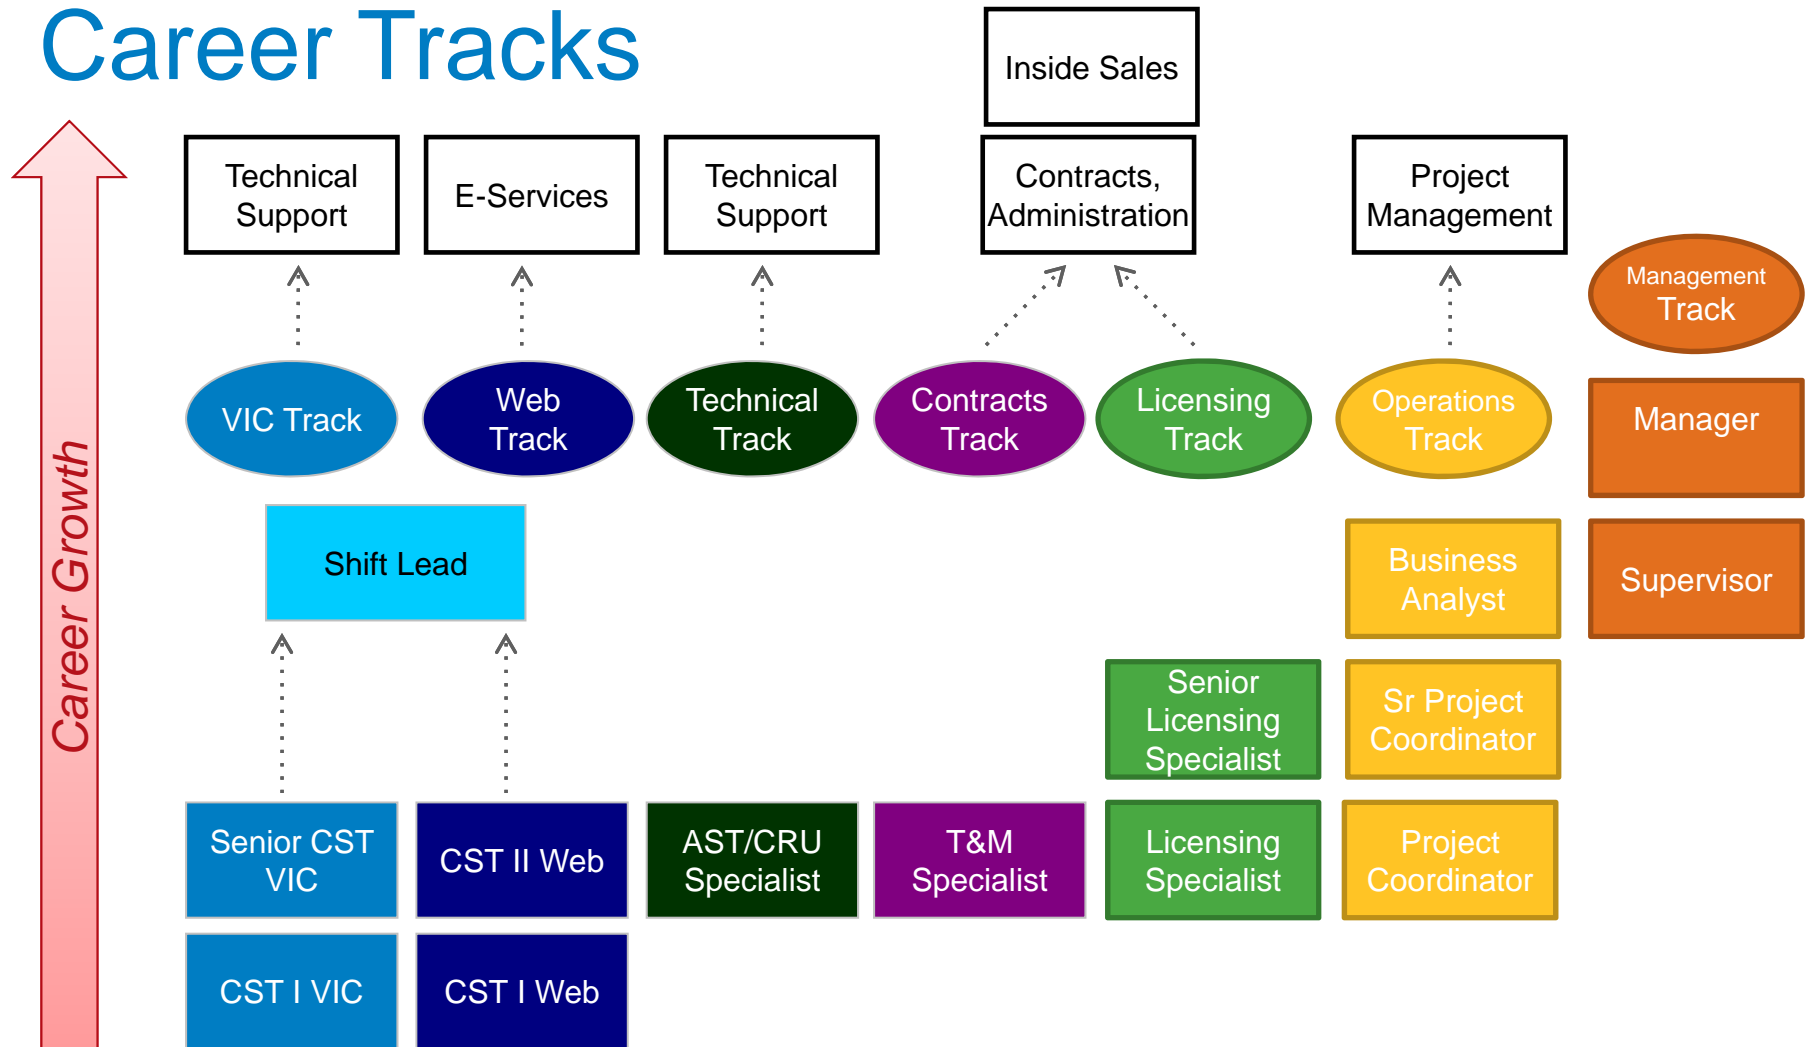 Career Tracks
Inside Sales
Technical
Support
E-Services
Technical
Support
Contracts,
Administration
Project
Management
Management
Track
VIC Track
Web
Track
Technical
Track
Contracts
Track
Licensing
Track
Operations
Track
Manager
Career Growth
Shift Lead
Business
Analyst
Supervisor
Senior
Licensing
Specialist
Sr Project
Coordinator
Senior CST
VIC
CST II Web
AST/CRU
Specialist
T&M
Specialist
Licensing
Specialist
Project
Coordinator
CST I VIC
CST I Web